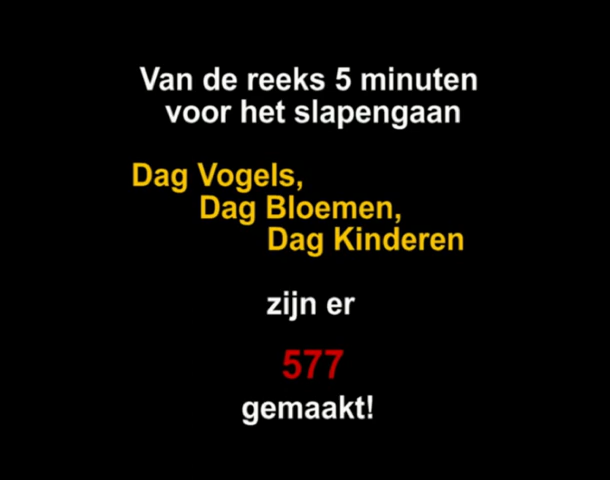 Van de reeks 5 minuten
voor het slapengaan
Dag Vogels,
Dag Bloemen,
Dag Kinderen
zijn er
577
gemaakt!